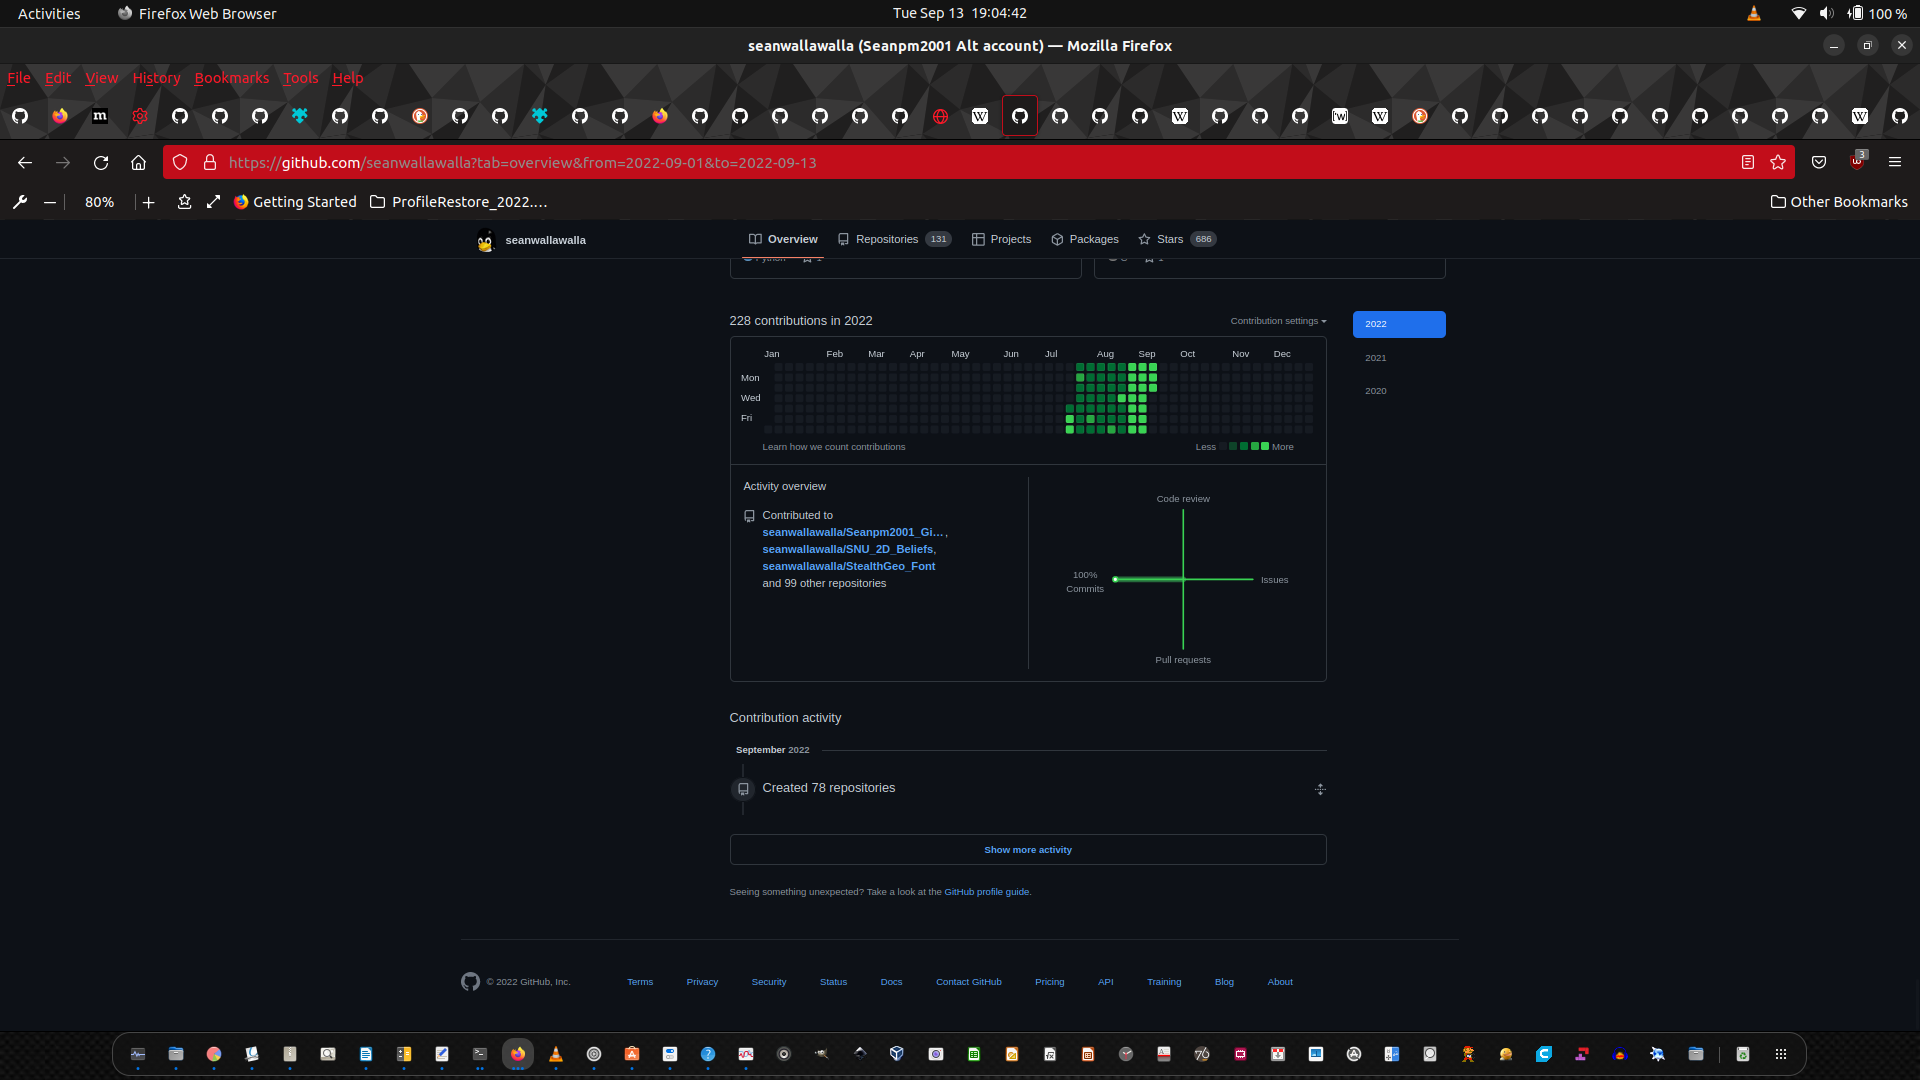 Activities Firefox Web Browser Tue Sep 13 19:04:42 100 %
seanwallawalla (Seanpm2001 Alt account) — Mozilla Firefox
File Edit View History Bookmarks Tools Help
https://github.com/seanwallawalla?tab=overview&from=2022-09-01&to=2022-09-13 3
80% Getting Started ProfileRestore_2022.… Other Bookmarks
seanwallawalla Overview Repositories 131 Projects Packages Stars 686
228 contributions in 2022 Contribution settings 2022
2021
2020
Jan Feb Mar Apr May Jun Jul Aug Sep Oct Nov Dec
Mon
Wed
Fri
Learn how we count contributions Less More
Activity overview
Contributed to
seanwallawalla/Seanpm2001_Gi… ,
seanwallawalla/SNU_2D_Beliefs,
seanwallawalla/StealthGeo_Font
and 99 other repositories
Code review
100%
Commits
Issues
Pull requests
Contribution activity
September 2022
Created 78 repositories
Show more activity
Seeing something unexpected? Take a look at the GitHub profile guide.
© 2022 GitHub, Inc. Terms Privacy Security Status Docs Contact GitHub Pricing API Training Blog About